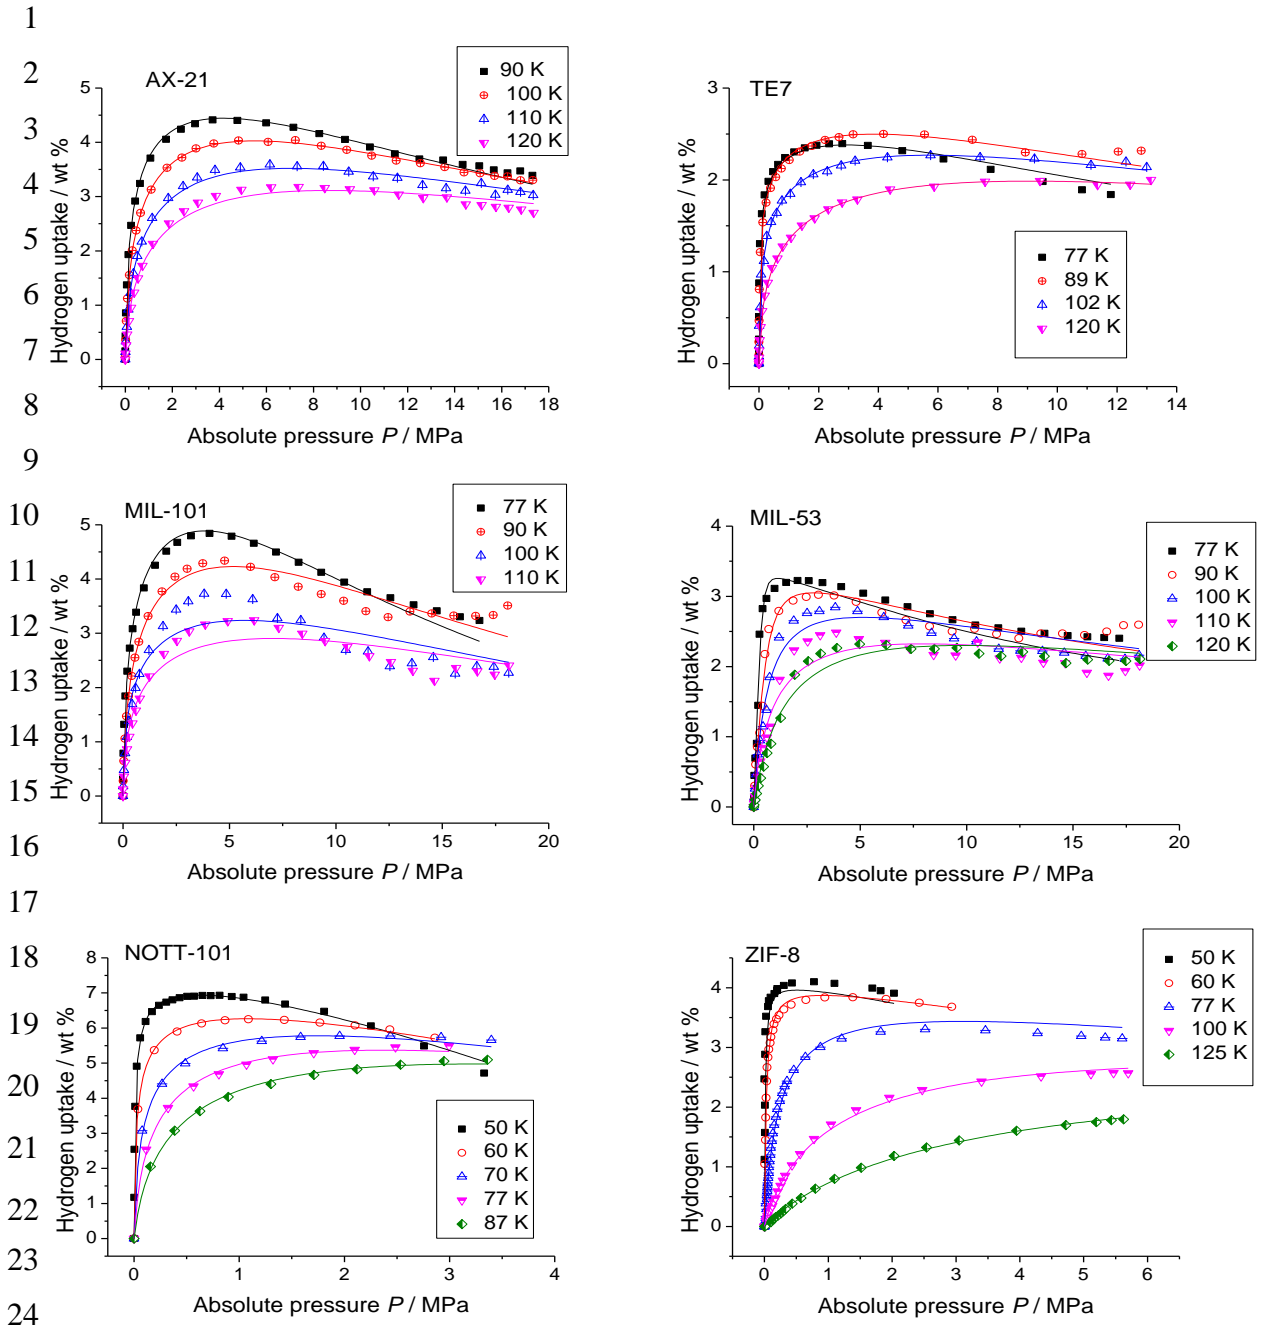 1
2
3
4
5
6
7
8
9
10
11
12
13
14
15
16
17
18
19
20
21
22
23
24
AX-21
90 K
100 K
110 K
120 K
5
4
3
2
1
0
Hydrogen uptake / wt %
0 2 4 6 8 10 12 14 16 18
Absolute pressure P / MPa
TE7
3
2
1
0
Hydrogen uptake / wt %
77 K
89 K
102 K
120 K
0 2 4 6 8 10 12 14
Absolute pressure P / MPa
MIL-101
77 K
90 K
100 K
110 K
5
4
3
2
1
0
Hydrogen uptake / wt %
0 5 10 15 20
Absolute pressure P / MPa
MIL-53
77 K
90 K
100 K
110 K
120 K
4
3
2
1
0
Hydrogen uptake / wt %
0 5 10 15 20
Absolute pressure P / MPa
NOTT-101
8
7
6
5
4
3
2
1
0
Hydrogen uptake / wt %
50 K
60 K
70 K
77 K
87 K
0 1 2 3 4
Absolute pressure P / MPa
ZIF-8
50 K
60 K
77 K
100 K
125 K
4
3
2
1
0
Hydrogen uptake / wt %
0 1 2 3 4 5 6
Absolute pressure P / MPa